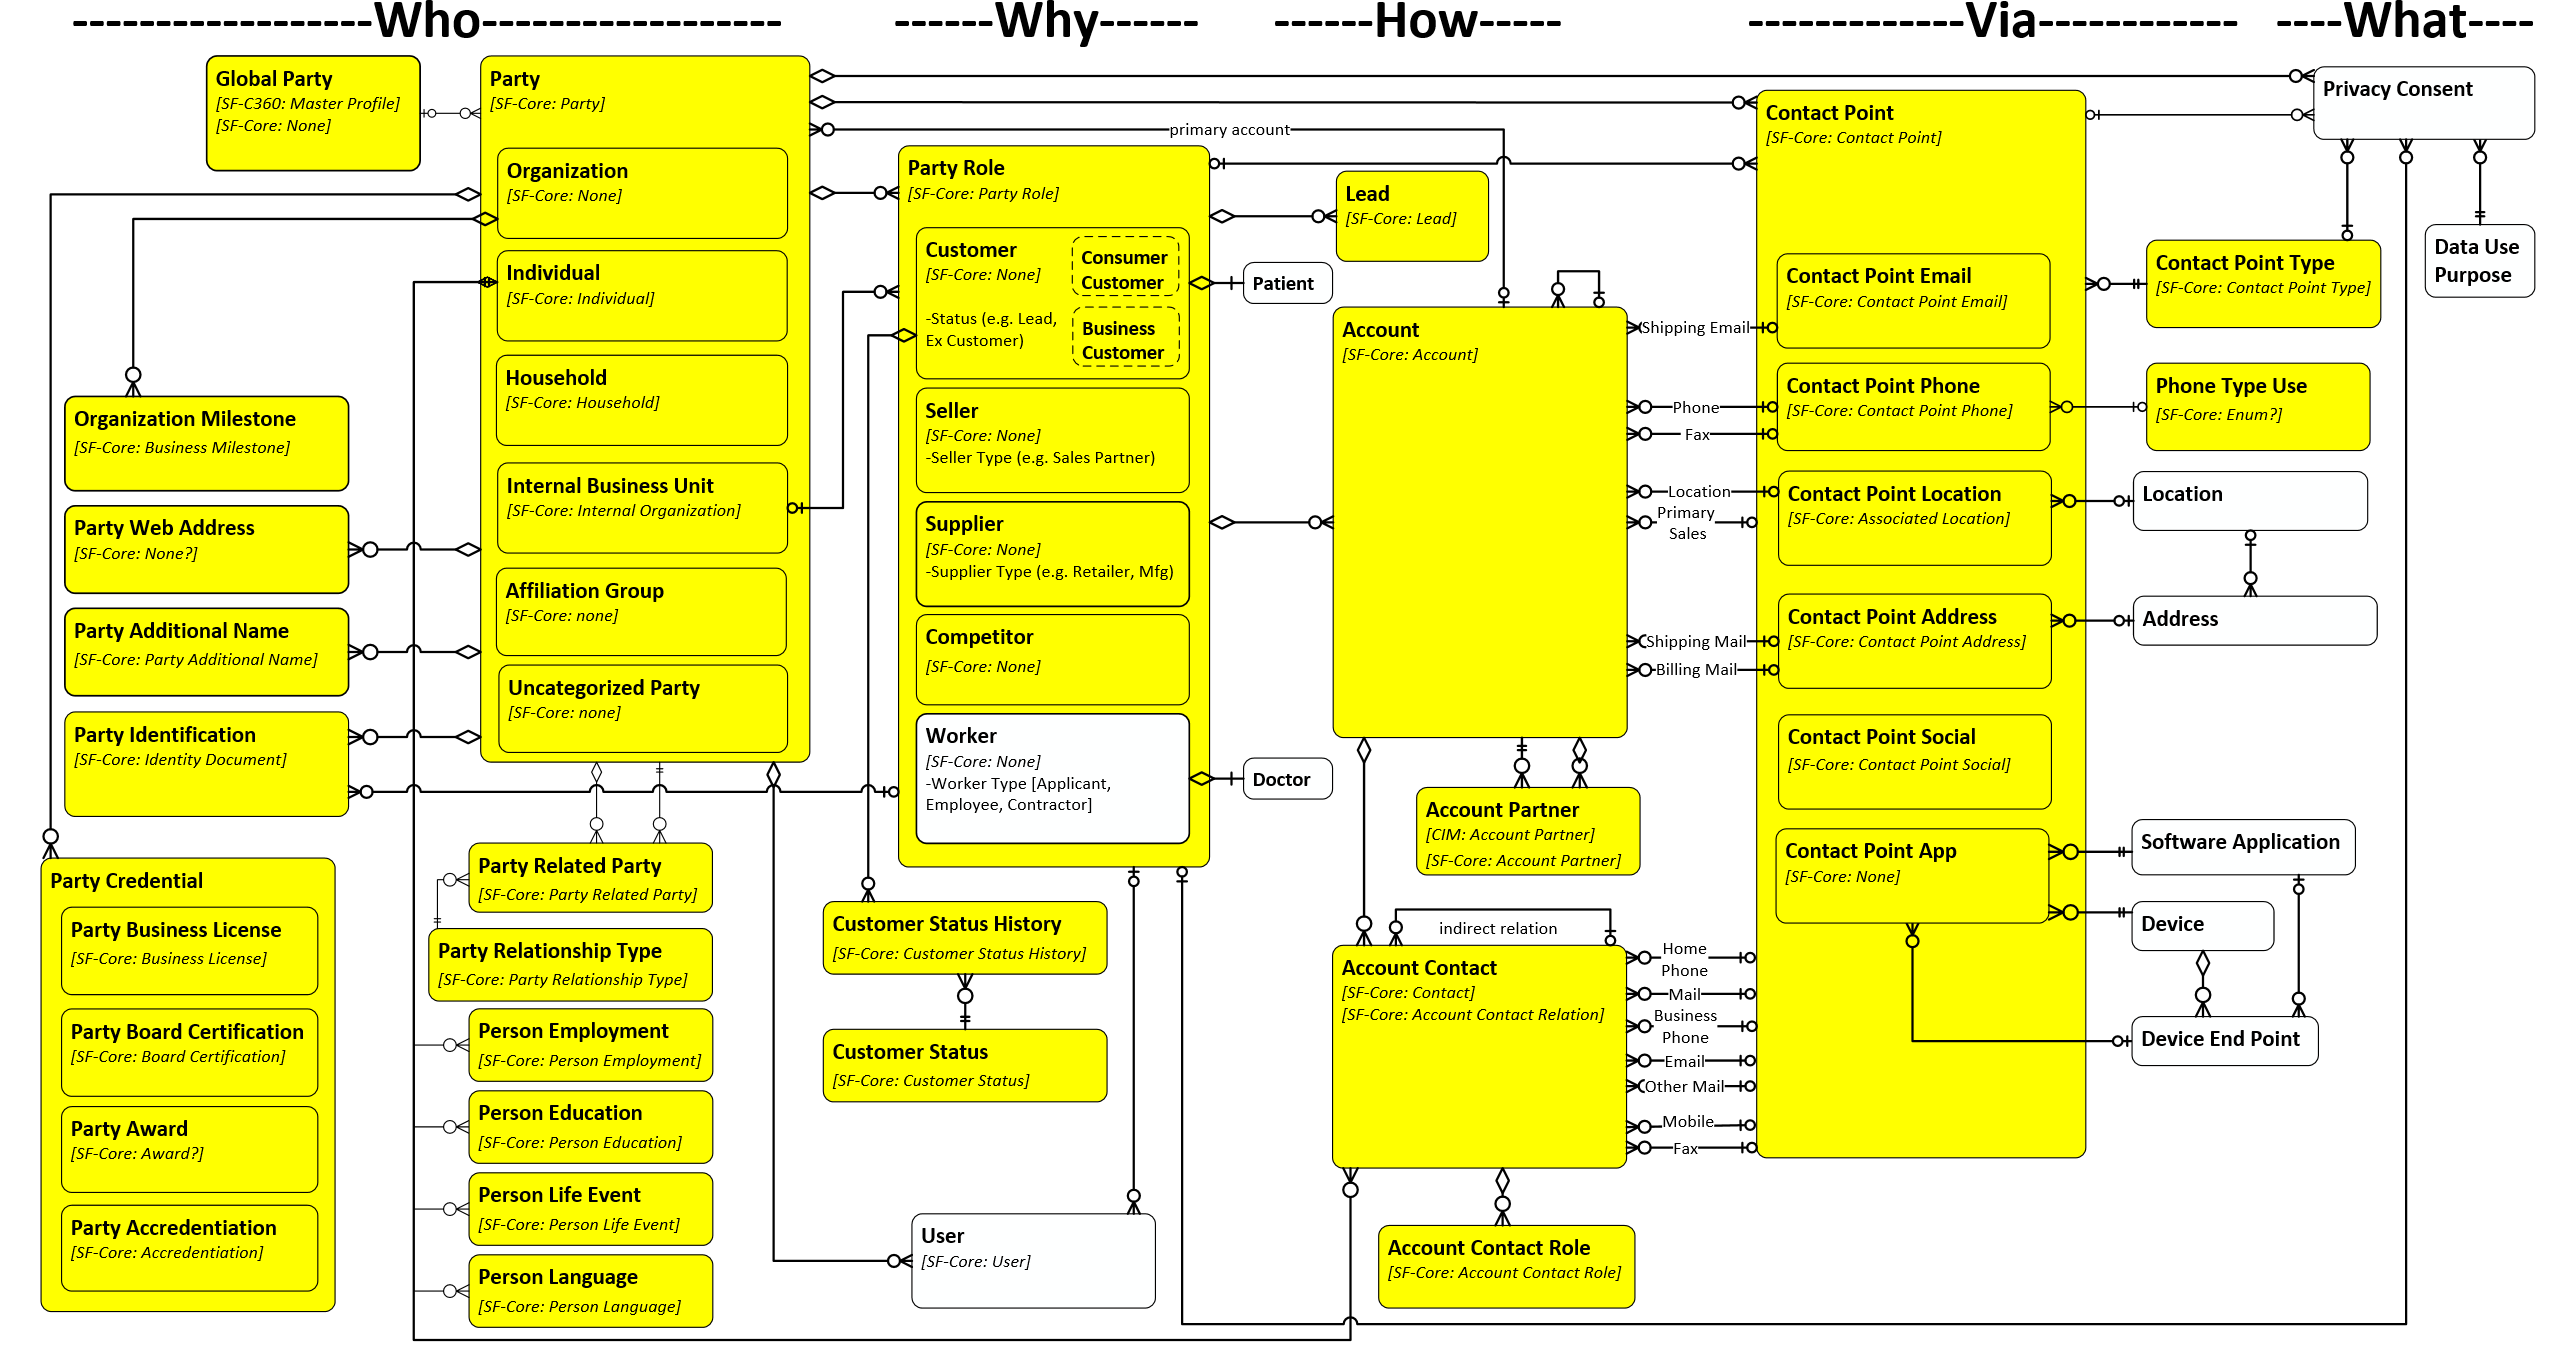 ------------------Who------------------
------Why------
------How-----
-------------Via------------
----What----
Global Party
[SF-C360: Master Profile]
[SF-Core: None]
Party
[SF-Core: Party]
Organization
[SF-Core: None]
Individual
[SF-Core: Individual]
Household
[SF-Core: Household]
Internal Business Unit
[SF-Core: Internal Organization]
Affiliation Group
[SF-Core: none]
Uncategorized Party
[SF-Core: none]
Organization Milestone
[SF-Core: Business Milestone]
Party Web Address
[SF-Core: None?]
Party Additional Name
[SF-Core: Party Additional Name]
Party Identification
[SF-Core: Identity Document]
Party Credential
Party Business License
[SF-Core: Business License]
Party Board Certification
[SF-Core: Board Certification]
Party Award
[SF-Core: Award?]
Party Accredentiation
[SF-Core: Accredentiation]
Party Related Party
[SF-Core: Party Related Party]
Party Relationship Type
[SF-Core: Party Relationship Type]
Person Employment
[SF-Core: Person Employment]
Person Education
[SF-Core: Person Education]
Person Life Event
[SF-Core: Person Life Event]
Person Language
[SF-Core: Person Language]
primary account
Party Role
[SF-Core: Party Role]
Customer
[SF-Core: None]
-Status (e.g. Lead,
Ex Customer)
Consumer
Customer
Business
Customer
Seller
[SF-Core: None]
-Seller Type (e.g. Sales Partner)
Supplier
[SF-Core: None]
-Supplier Type (e.g. Retailer, Mfg)
Competitor
[SF-Core: None]
Worker
[SF-Core: None]
-Worker Type [Applicant,
Employee, Contractor]
Customer Status History
[SF-Core: Customer Status History]
Customer Status
[SF-Core: Customer Status]
User
[SF-Core: User]
Lead
[SF-Core: Lead]
Patient
Doctor
Account
[SF-Core: Account]
Account Partner
[CIM: Account Partner]
[SF-Core: Account Partner]
indirect relation
Account Contact
[SF-Core: Contact]
[SF-Core: Account Contact Relation]
Account Contact Role
[SF-Core: Account Contact Role]
Shipping Email
Phone
Fax
Location
Primary
Sales
Shipping Mail
Billing Mail
Home
Phone
Mail
Business
Phone
Email
Other Mail
Mobile
Fax
Contact Point
[SF-Core: Contact Point]
Contact Point Email
[SF-Core: Contact Point Email]
Contact Point Phone
[SF-Core: Contact Point Phone]
Contact Point Location
[SF-Core: Associated Location]
Contact Point Address
[SF-Core: Contact Point Address]
Contact Point Social
[SF-Core: Contact Point Social]
Contact Point App
[SF-Core: None]
Privacy Consent
Data Use
Purpose
Contact Point Type
[SF-Core: Contact Point Type]
Phone Type Use
[SF-Core: Enum?]
Location
Address
Software Application
Device
Device End Point